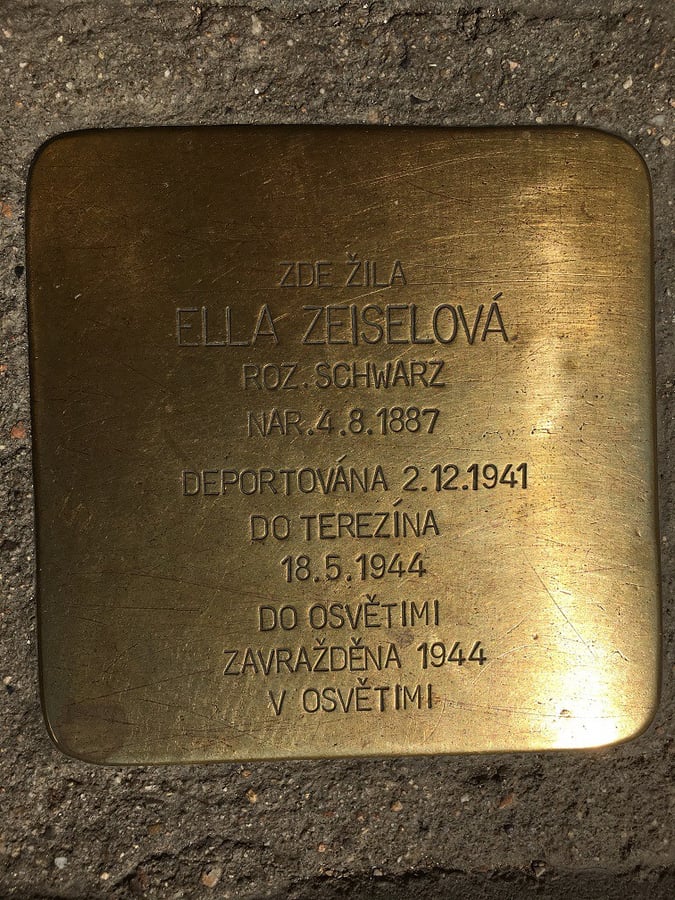 ZDE ŽILA
ELLA ZEISELOVÁ
ROZ. SCHWARZ
NAR. 4.8.1887
DEPORTOVÁNA 2.12.1941
DO TEREZÍNA
18.5.1944
DO OSVĚTIMI
ZAVRAŽDĚNA 1944
V OSVĚTIMI